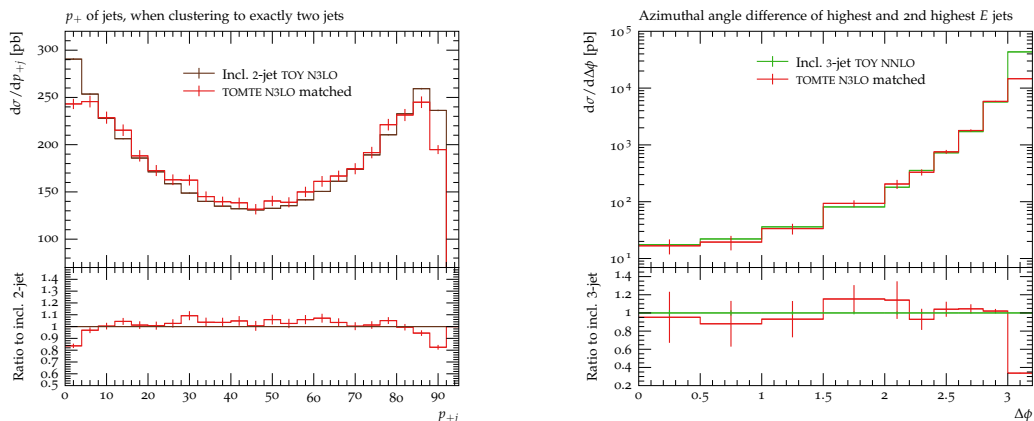 p+ of jets, when clustering to exactly two jets
dσ/dp+j [pb]
300
250
200
150
100
Incl. 2-jet TOY N3LO
TOMTE N3LO matched
Ratio to incl. 2-jet
1.4
1.3
1.2
1.1
1
0.9
0.8
0.7
0.6
0.5
0 10 20 30 40 50 60 70 80 90
p+j
Azimuthal angle difference of highest and 2nd highest E jets
dσ/dΔϕ [pb]
10^5
10^4
10^3
10^2
10^1
Incl. 3-jet TOY NNLO
TOMTE N3LO matched
Ratio to incl. 3-jet
1.4
1.2
1.0
0.8
0.6
0.4
0.2
0 0.5 1 1.5 2 2.5 3
Δϕ